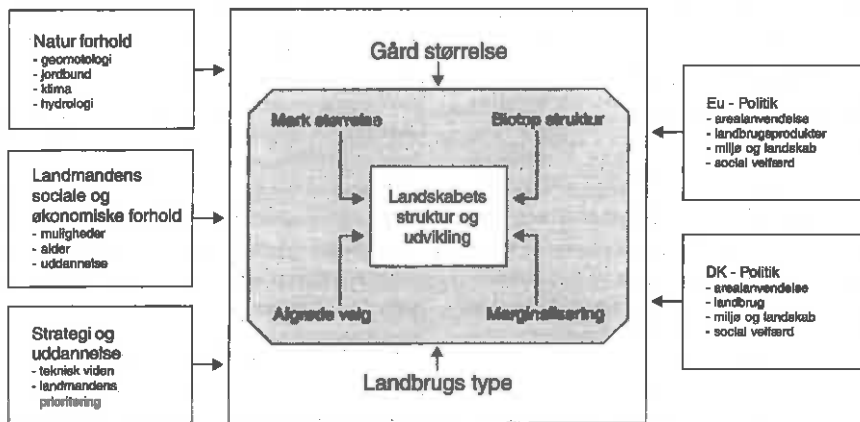 Natur forhold
- geomotologi
- jordbund
- klima
- hydrologi
Landmandens
sociale og
økonomiske forhold
- muligheder
- alder
- uddannelse
Strategi og
uddannelse
- teknisk viden
- landmandens
prioritering
Gård størrelse
Mark størrelse
Biotop struktur
Landskabets
struktur og
udvikling
Afgrøde valg
Marginalisering
Landbrugs type
Eu - Politik
- arealanvendelse
- landbrugsprodukter
- miljø og landskab
- social velfærd
DK - Politik
- arealanvendelse
- landbrug
- miljø og landskab
- social velfærd